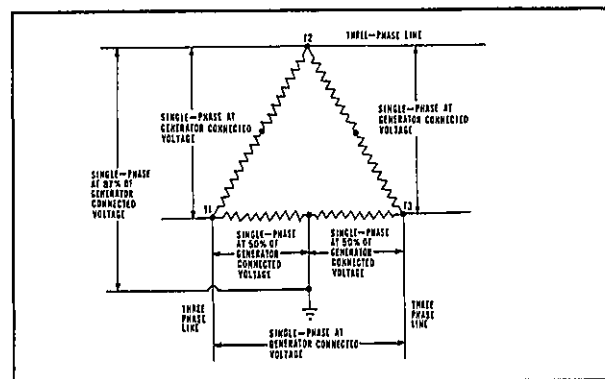 T2
THREE-PHASE LINE
SINGLE-PHASE AT
GENERATOR CONNECTED
VOLTAGE
SINGLE-PHASE AT
GENERATOR CONNECTED
VOLTAGE
SINGLE-PHASE
AT 87% OF
GENERATOR
CONNECTED
VOLTAGE
T1
T3
SINGLE-PHASE
AT 50% OF
GENERATOR
CONNECTED
VOLTAGE
SINGLE-PHASE
AT 50% OF
GENERATOR
CONNECTED
VOLTAGE
THREE
PHASE
LINE
THREE
PHASE
LINE
SINGLE-PHASE AT
GENERATOR CONNECTED
VOLTAGE